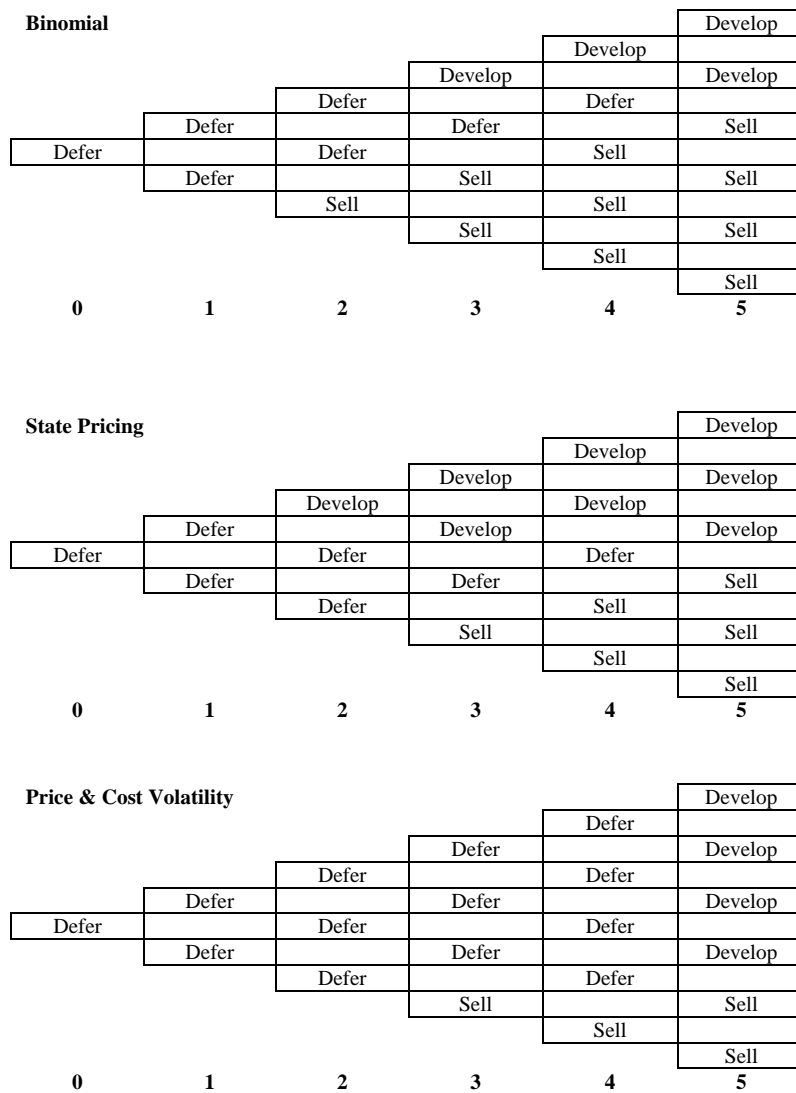 Binomial Develop
Develop
Develop Develop
Defer Defer
Defer Defer Sell
Defer Defer Sell
Defer Sell Sell
Sell Sell
Sell Sell
Sell
Sell
0 1 2 3 4 5
State Pricing Develop
Develop
Develop Develop
Develop Develop
Defer Develop Develop
Defer Defer Defer
Defer Defer Sell
Defer Sell
Sell Sell
Sell
Sell
0 1 2 3 4 5
Price & Cost Volatility Develop
Defer
Defer Develop
Defer Defer
Defer Defer Develop
Defer Defer Defer
Defer Defer Develop
Defer Defer
Sell Sell
Sell
Sell
0 1 2 3 4 5